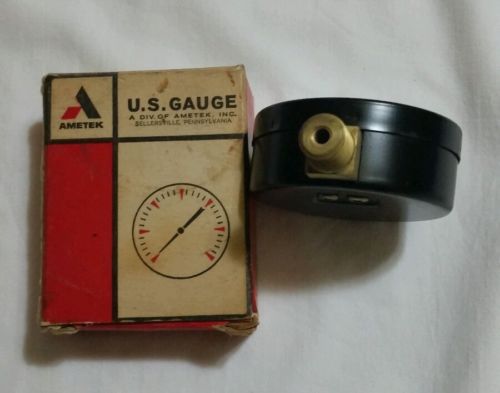 AMETEK
U.S. GAUGE
A DIV. OF AMETEK, INC.
SELLERSVILLE, PENNSYLVANIA